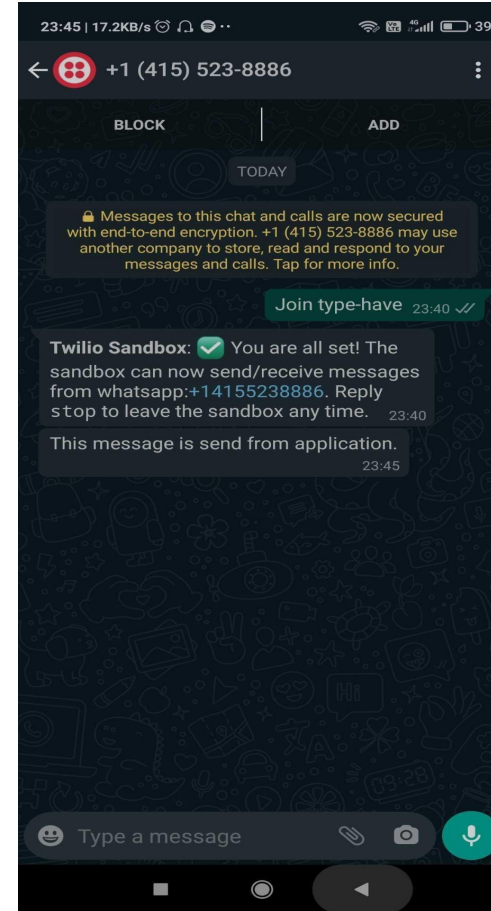 23:45 | 17.2KB/s
4G
39
+1 (415) 523-8886
BLOCK
ADD
TODAY
Messages to this chat and calls are now secured
with end-to-end encryption. +1 (415) 523-8886 may use
another company to store, read and respond to your
messages and calls. Tap for more info.
Join type-have 23:40
Twilio Sandbox: ✅ You are all set! The
sandbox can now send/receive messages
from whatsapp:+14155238886. Reply
stop to leave the sandbox any time. 23:40
This message is send from application.
23:45
Hi
09:28
Type a message